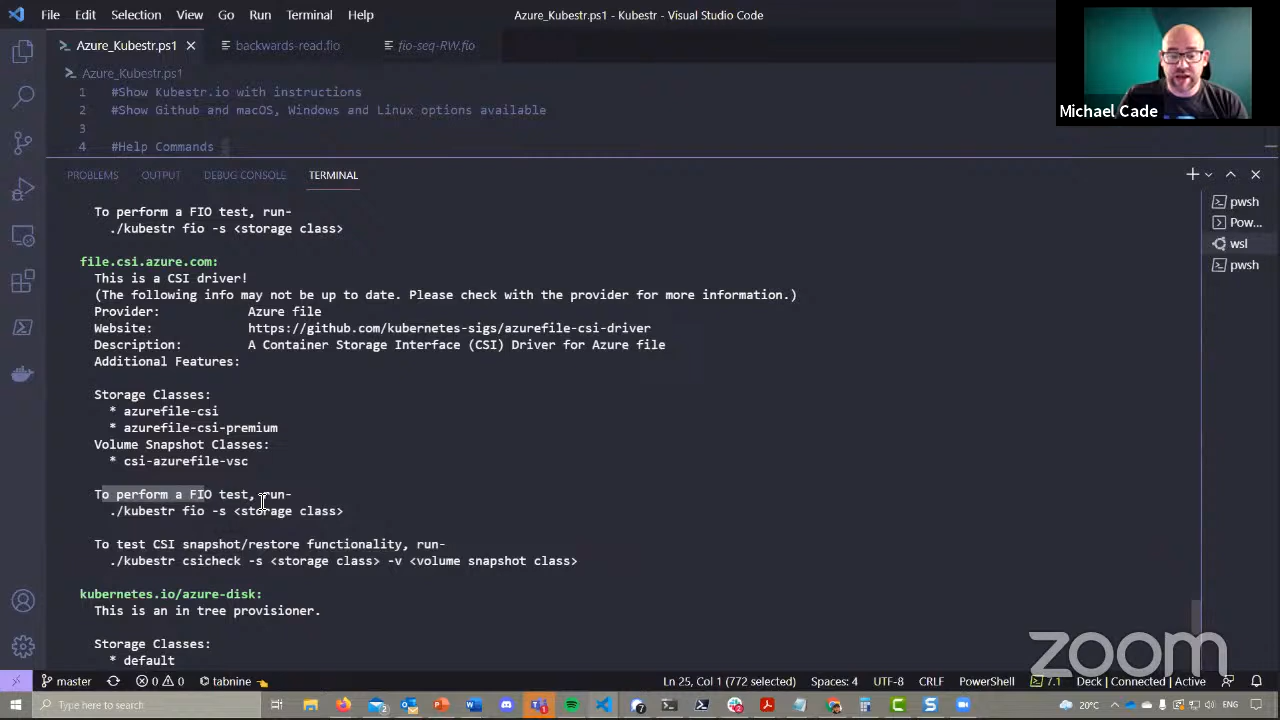 File Edit Selection View Go Run Terminal Help
Azure_Kubestr.ps1 - Kubestr - Visual Studio Code
Azure_Kubestr.ps1 backwards-read.fio fio-seq-RW.fio
Azure_Kubestr.ps1
1 #Show Kubestr.io with instructions
2 #Show Github and macOS, Windows and Linux options available
3
4 #Help Commands
Michael Cade
PROBLEMS OUTPUT DEBUG CONSOLE TERMINAL
pwsh
Pow...
wsl
pwsh
To perform a FIO test, run-
./kubestr fio -s <storage class>
file.csi.azure.com:
This is a CSI driver!
(The following info may not be up to date. Please check with the provider for more information.)
Provider: Azure file
Website: https://github.com/kubernetes-sigs/azurefile-csi-driver
Description: A Container Storage Interface (CSI) Driver for Azure file
Additional Features:
Storage Classes:
* azurefile-csi
* azurefile-csi-premium
Volume Snapshot Classes:
* csi-azurefile-vsc
To perform a FIO test, run-
./kubestr fio -s <storage class>
To test CSI snapshot/restore functionality, run-
./kubestr csicheck -s <storage class> -v <volume snapshot class>
kubernetes.io/azure-disk:
This is an in tree provisioner.
Storage Classes:
* default
zoom
master 0 0 tabnine Ln 25, Col 1 (772 selected) Spaces: 4 UTF-8 CRLF PowerShell 7.1 Deck | Connected | Active
Type here to search 20°C ENG